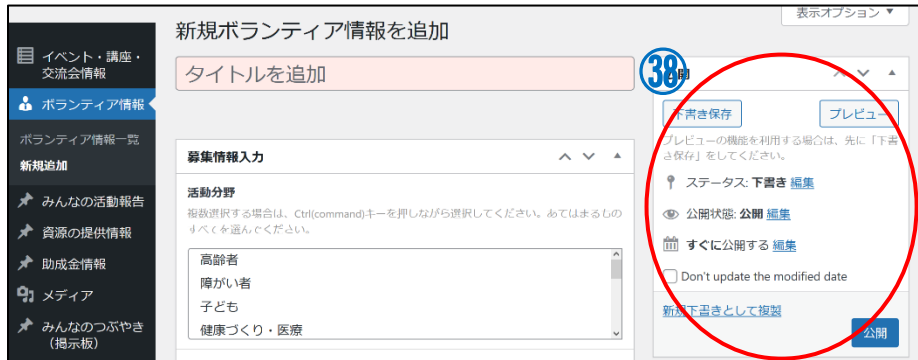 表示オプション ▼
新規ボランティア情報を追加
イベント・講座・
交流会情報
ボランティア情報
ボランティア情報一覧
新規追加
みんなの活動報告
資源の提供情報
助成金情報
メディア
みんなのつぶやき
(掲示板)
タイトルを追加
募集情報入力
活動分野
複数選択する場合は、Ctrl(command)キーを押しながら選択してください。あてはまるもの
すべてを選んでください。
高齢者
障がい者
子ども
健康づくり・医療
㊳
公開
下書き保存
プレビュー
プレビューの機能を利用する場合は、先に「下書
き保存」をしてください。
ステータス: 下書き 編集
公開状態: 公開 編集
すぐに公開する 編集
Don't update the modified date
新規下書きとして複製
公開